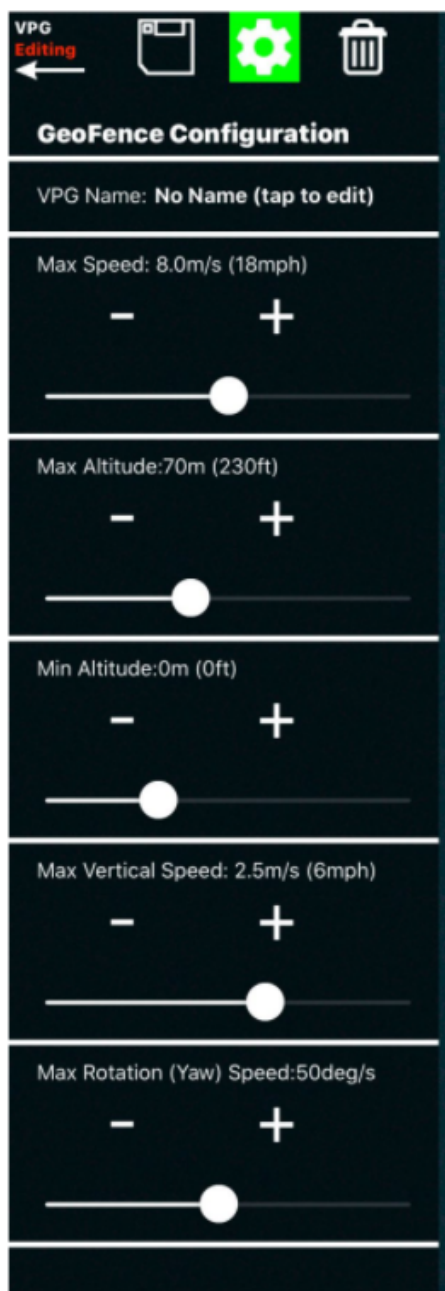 VPG
Editing
GeoFence Configuration
VPG Name: No Name (tap to edit)
Max Speed: 8.0m/s (18mph)
- +
Max Altitude:70m (230ft)
- +
Min Altitude:0m (0ft)
- +
Max Vertical Speed: 2.5m/s (6mph)
- +
Max Rotation (Yaw) Speed:50deg/s
- +